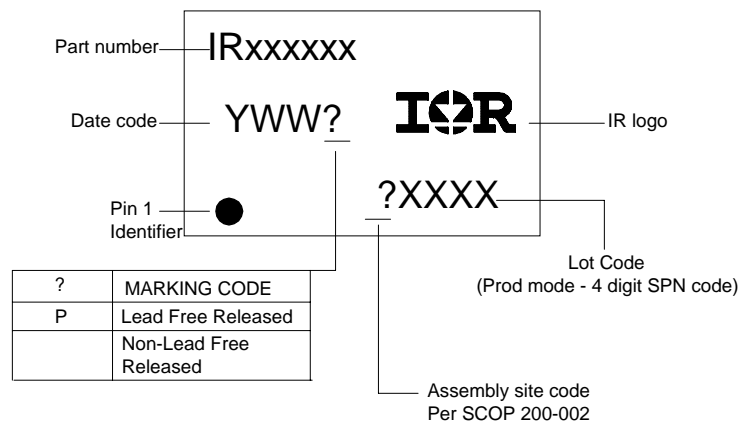 Part number
IRxxxxxx
Date code
YWW?
IOR
IR logo
?XXXX
Pin 1
Identifier
Lot Code
(Prod mode - 4 digit SPN code)
? MARKING CODE
P Lead Free Released
Non-Lead Free
Released
Assembly site code
Per SCOP 200-002